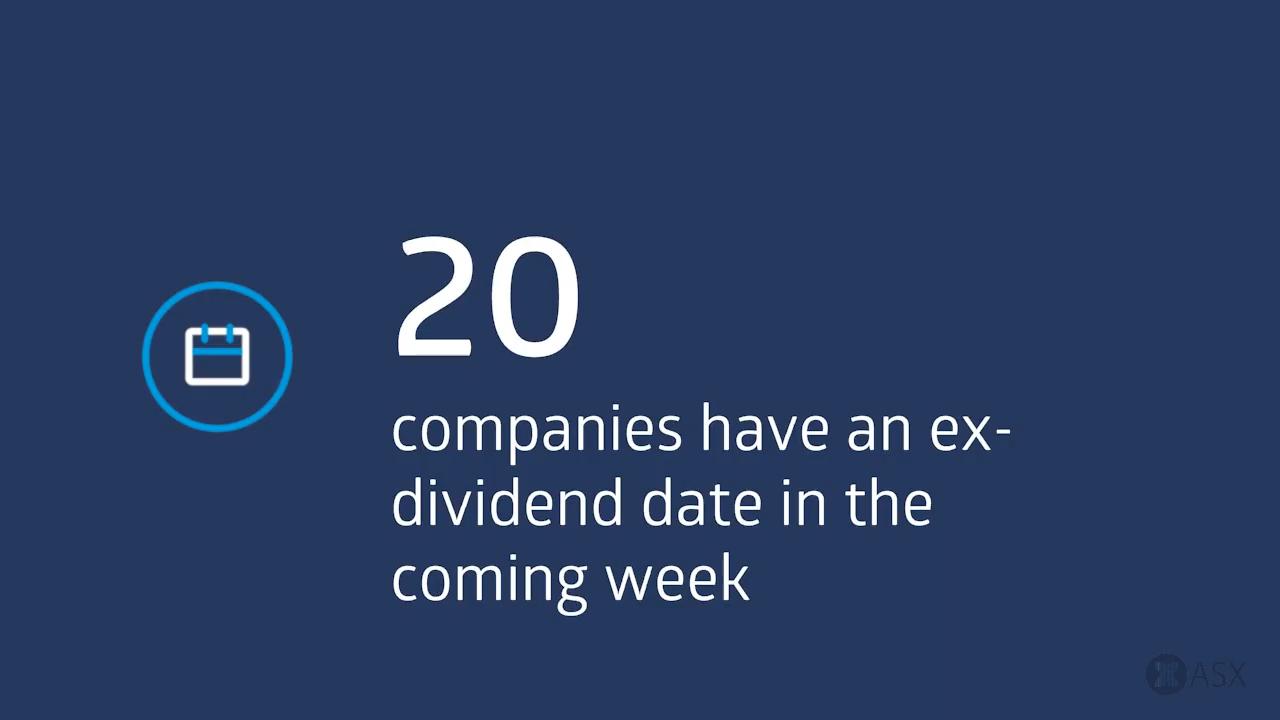 20
companies have an ex-
dividend date in the
coming week
ASX